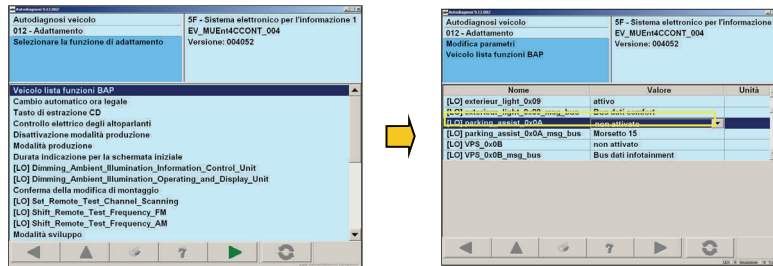 Autodiagnosi veicolo
012 - Adattamento
Selezionare la funzione di adattamento
5F - Sistema elettronico per l'informazione 1
EV_MUEnt4CCONT_004
Versione: 004052
Veicolo lista funzioni BAP
Cambio automatico ora legale
Tasto di estrazione CD
Controllo elettrico degli altoparlanti
Disattivazione modalità produzione
Modalità produzione
Durata indicazione per la schermata iniziale
[LO] Dimming_Ambient_Illumination_Information_Control_Unit
[LO] Dimming_Ambient_Illumination_Operating_and_Display_Unit
Conferma della modifica di montaggio
[LO] Set_Remote_Test_Channel_Scanning
[LO] Shift_Remote_Test_Frequency_FM
[LO] Shift_Remote_Test_Frequency_AM
Modalità sviluppo
Autodiagnosi veicolo
012 - Adattamento
Modifica parametri
Veicolo lista funzioni BAP
5F - Sistema elettronico per l'informazione
EV_MUEnt4CCONT_004
Versione: 004052
Nome Valore Unità
[LO] exterieur_light_0x09 attivo
[LO] exterieur_light_0x09_msg_bus Bus dati comfort
[LO] parking_assist_0x0A non attivato
[LO] parking_assist_0x0A_msg_bus Morsetto 15
[LO] VPS_0x0B non attivato
[LO] VPS_0x0B_msg_bus Bus dati infotainment